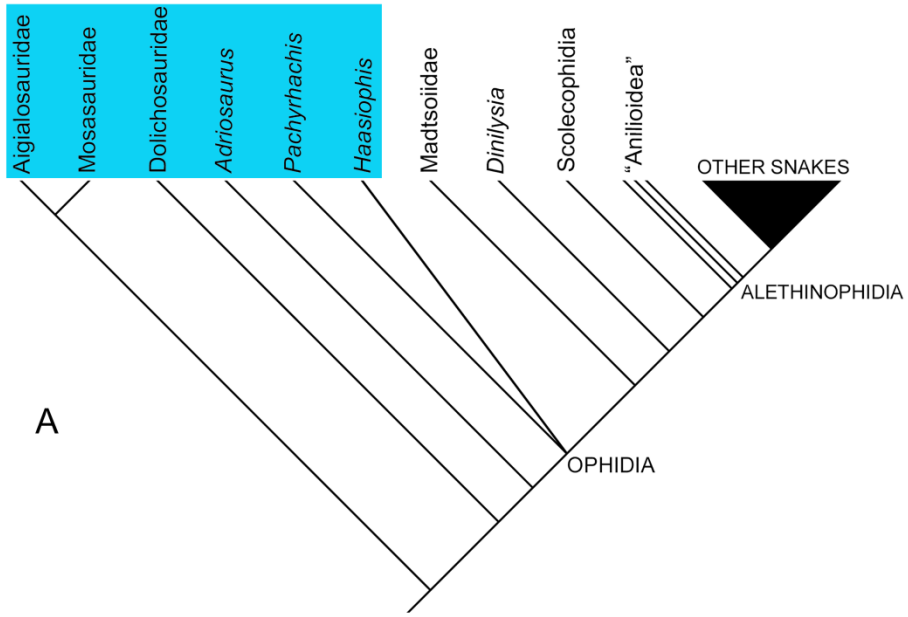 Aigialosauridae
Mosasauridae
Dolichosauridae
Adriosaurus
Pachyrhachis
Haasiophis
Madtsoiidae
Dinilysia
Scolecophidia
“Anilioidea”
OTHER SNAKES
ALETHINOPHIDIA
A
OPHIDIA